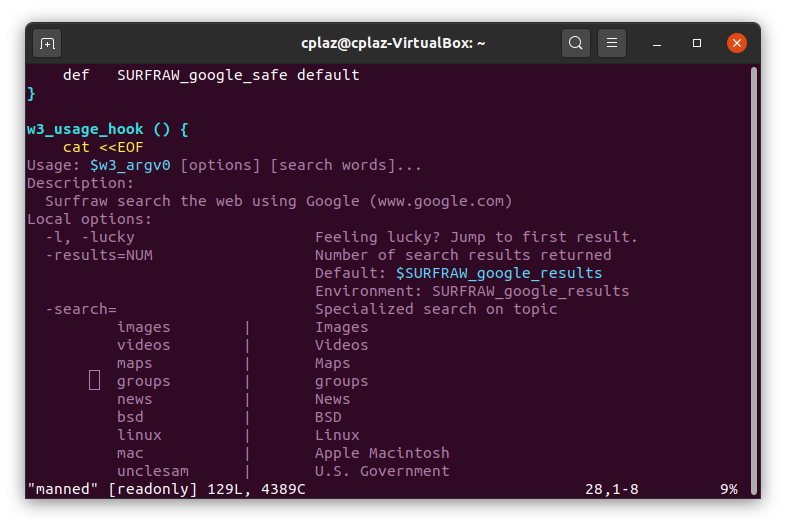 cplaz@cplaz-VirtualBox: ~
    def   SURFRAW_google_safe default
}
w3_usage_hook () {
    cat <<EOF
Usage: $w3_argv0 [options] [search words]...
Description:
  Surfraw search the web using Google (www.google.com)
Local options:
  -l, -lucky                    Feeling lucky? Jump to first result.
  -results=NUM                  Number of search results returned
                                Default: $SURFRAW_google_results
                                Environment: SURFRAW_google_results
  -search=                      Specialized search on topic
          images        |       Images
          videos        |       Videos
          maps          |       Maps
          groups        |       groups
          news          |       News
          bsd           |       BSD
          linux         |       Linux
          mac           |       Apple Macintosh
          unclesam      |       U.S. Government
"manned" [readonly] 129L, 4389C                               28,1-8         9%